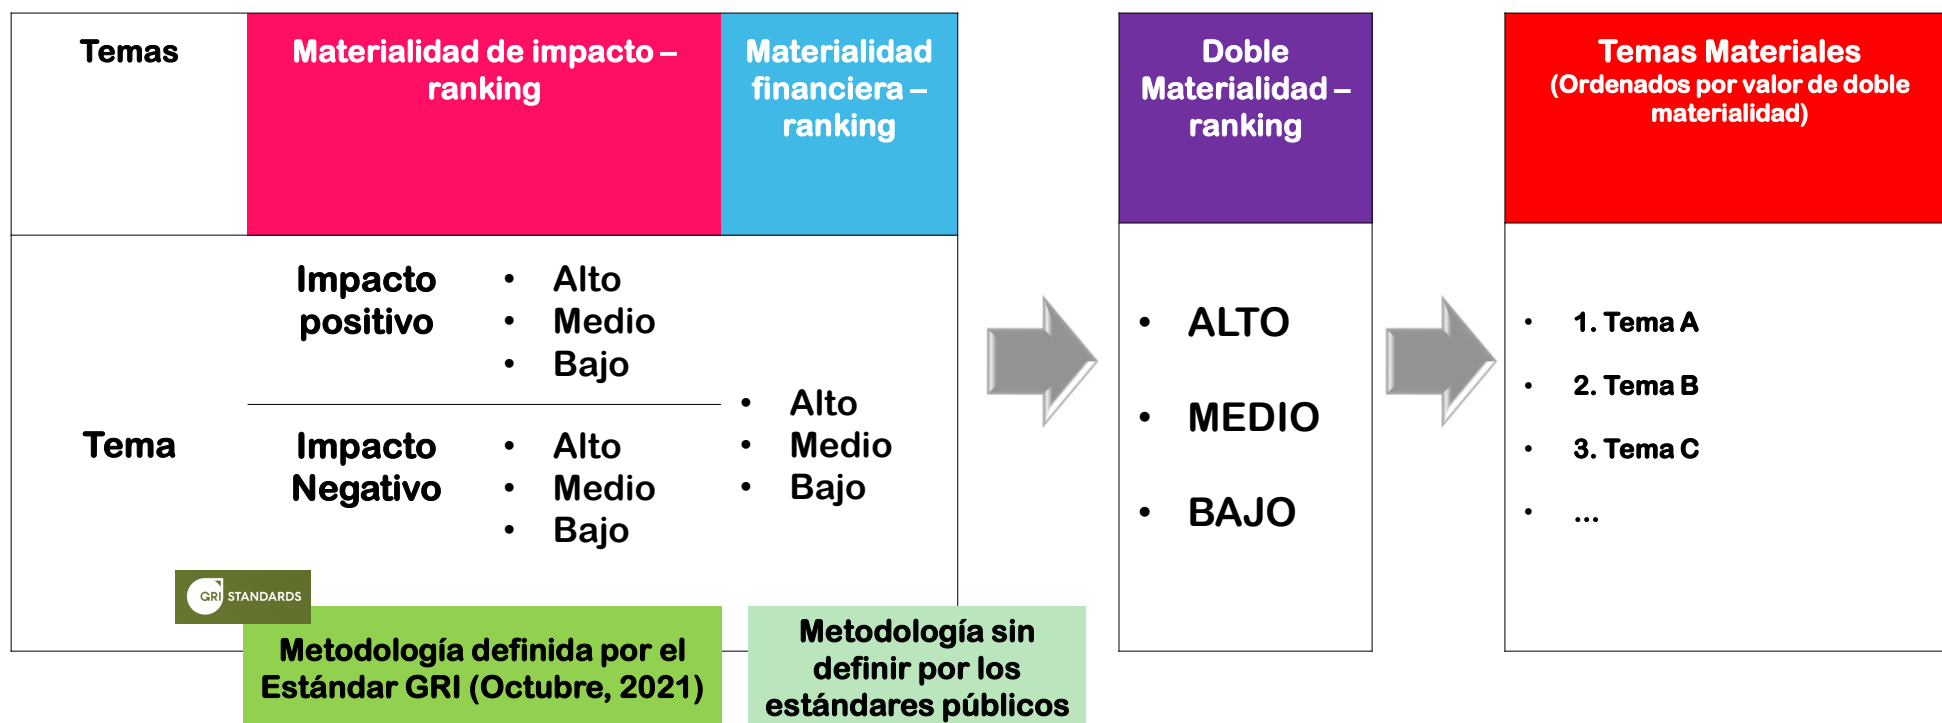 Temas
Materialidad de impacto –
ranking
Materialidad
financiera –
ranking
Doble
Materialidad –
ranking
Temas Materiales
(Ordenados por valor de doble
materialidad)
Tema
Impacto
positivo
• Alto
• Medio
• Bajo
Impacto
Negativo
• Alto
• Medio
• Bajo
• Alto
• Medio
• Bajo
• ALTO
• MEDIO
• BAJO
• 1. Tema A
• 2. Tema B
• 3. Tema C
• ...
GRI STANDARDS
Metodología definida por el
Estándar GRI (Octubre, 2021)
Metodología sin
definir por los
estándares públicos